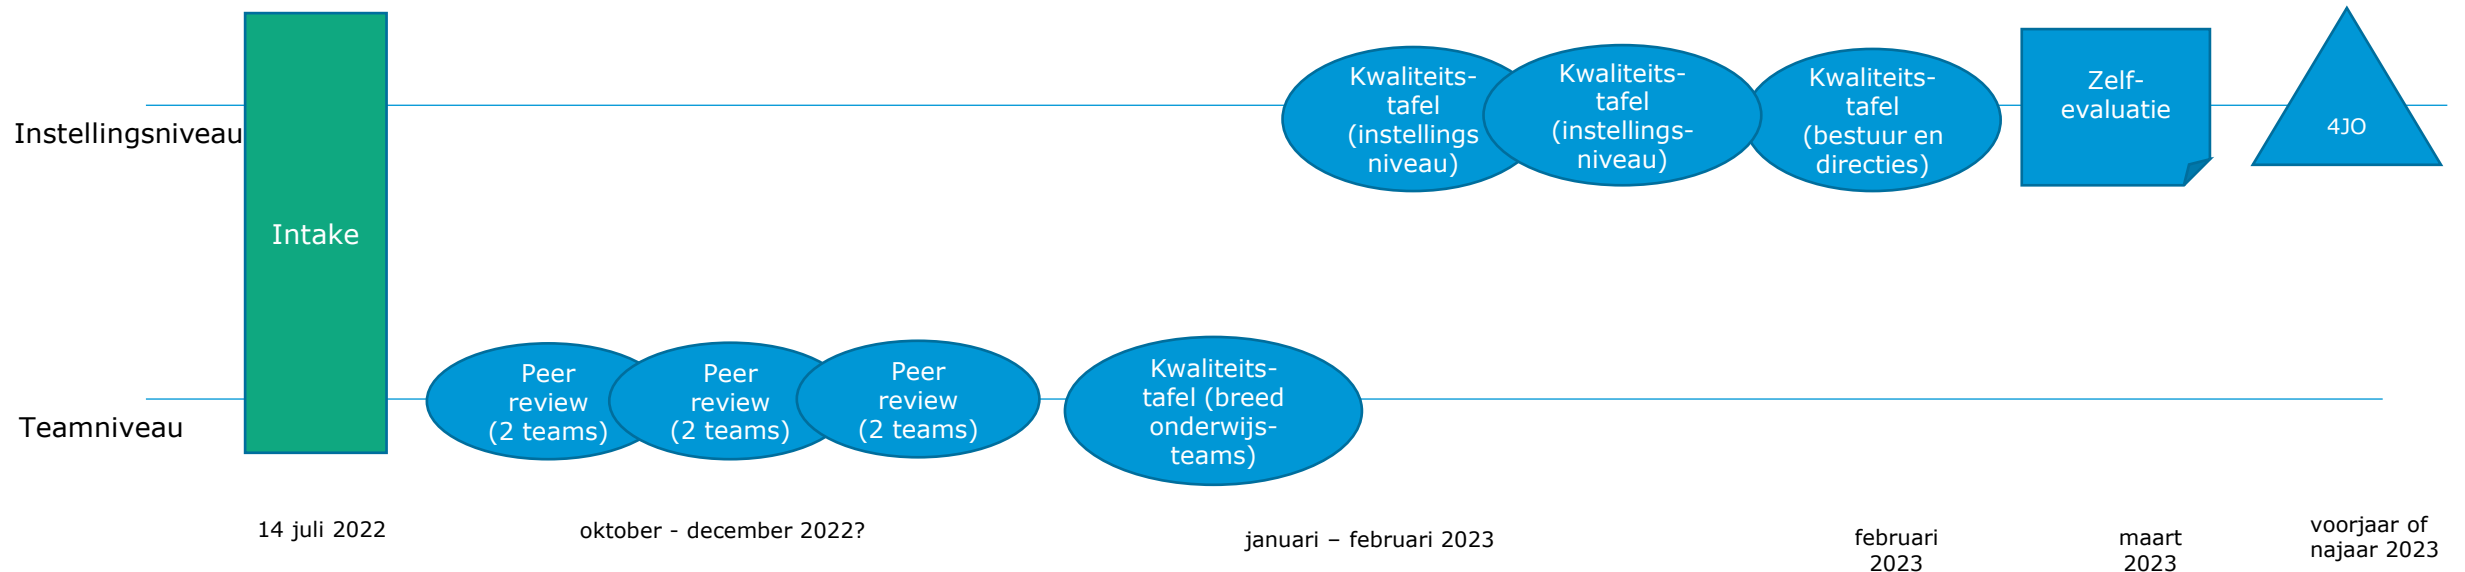 Instellingsniveau
Intake
Kwaliteits-
tafel
(instellings
niveau)
Kwaliteits-
tafel
(instellings-
niveau)
Kwaliteits-
tafel
(bestuur en
directies)
Zelf-
evaluatie
4JO
Teamniveau
Peer
review
(2 teams)
Peer
review
(2 teams)
Peer
review
(2 teams)
Kwaliteits-
tafel (breed
onderwijs-
teams)
14 juli 2022
oktober - december 2022?
januari – februari 2023
februari
2023
maart
2023
voorjaar of
najaar 2023